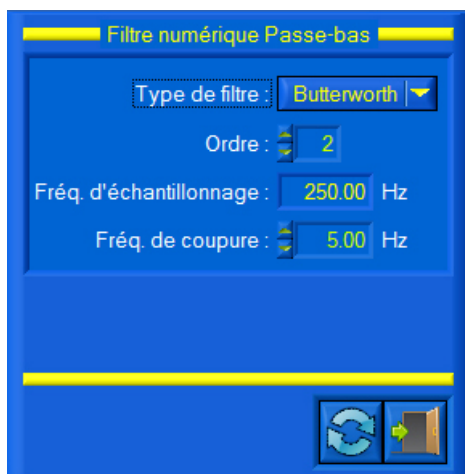 Filtre numérique Passe-bas
Type de filtre : Butterworth
Ordre : 2
Fréq. d'échantillonnage : 250.00 Hz
Fréq. de coupure : 5.00 Hz